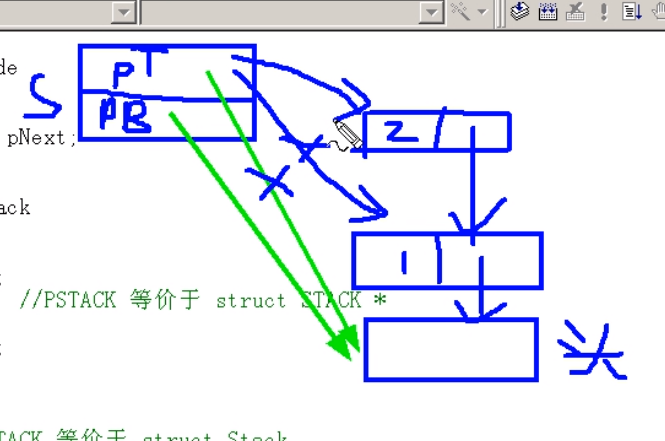 de
pT
S
pB
pNext;
2
ack
1
//PSTACK 等价于 struct STACK *
头
TACK 等价于 struct Stack